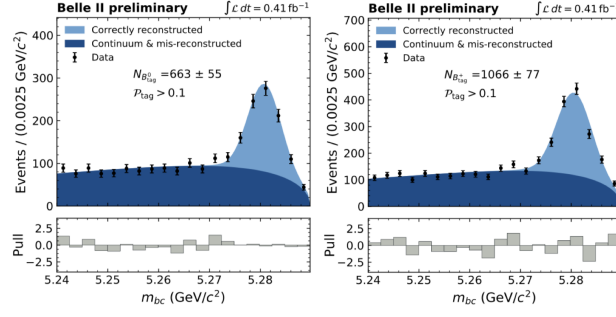 Belle II preliminary ∫ℒ dt = 0.41 fb⁻¹
Correctly reconstructed
Continuum & mis-reconstructed
Data
N_{B⁰_tag} =663 ± 55
𝒫_tag > 0.1
Events / (0.0025 GeV/c²)
400
300
200
100
0
Pull
2.5
0.0
−2.5
5.24 5.25 5.26 5.27 5.28
m_bc (GeV/c²)
Belle II preliminary ∫ℒ dt = 0.41 fb⁻¹
Correctly reconstructed
Continuum & mis-reconstructed
Data
N_{B⁺_tag} =1066 ± 77
𝒫_tag > 0.1
Events / (0.0025 GeV/c²)
700
600
500
400
300
200
100
0
Pull
2.5
0.0
−2.5
5.24 5.25 5.26 5.27 5.28
m_bc (GeV/c²)